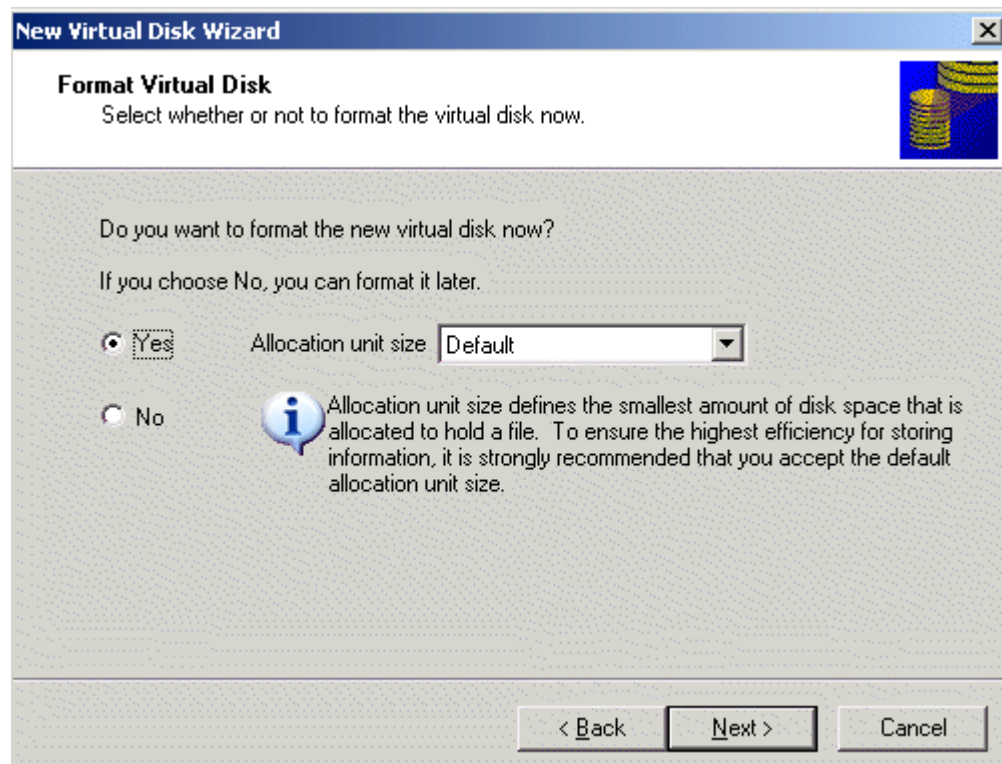 New Virtual Disk Wizard
Format Virtual Disk
Select whether or not to format the virtual disk now.
Do you want to format the new virtual disk now?
If you choose No, you can format it later.
Yes Allocation unit size Default
No
Allocation unit size defines the smallest amount of disk space that is
allocated to hold a file. To ensure the highest efficiency for storing
information, it is strongly recommended that you accept the default
allocation unit size.
< Back Next > Cancel